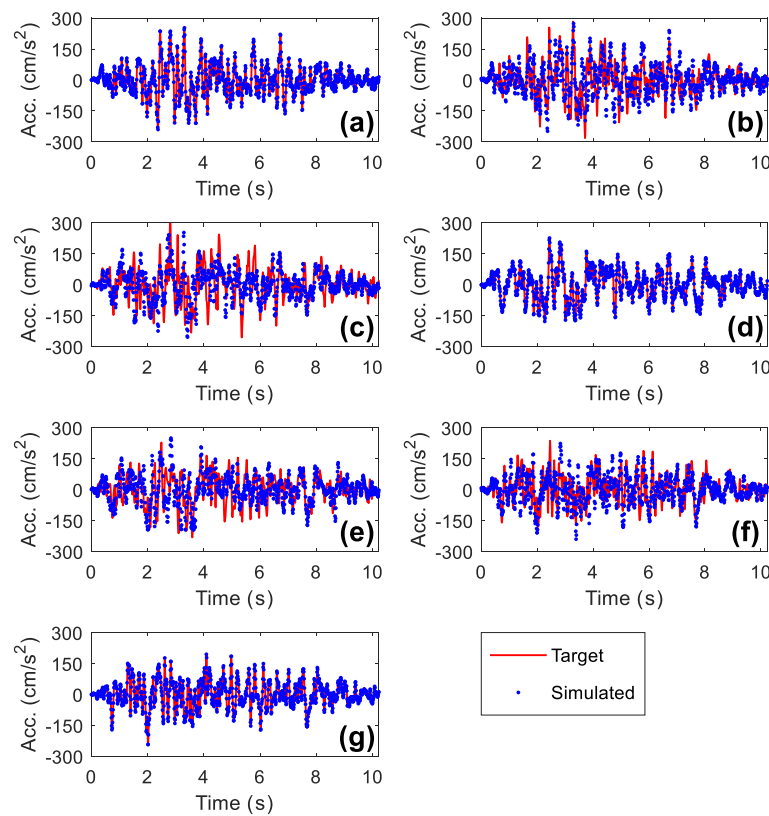 300
150
0
-150
-300
Acc. (cm/s²)
0 2 4 6 8 10
Time (s)
(a)
300
150
0
-150
-300
Acc. (cm/s²)
0 2 4 6 8 10
Time (s)
(b)
300
150
0
-150
-300
Acc. (cm/s²)
0 2 4 6 8 10
Time (s)
(c)
300
150
0
-150
-300
Acc. (cm/s²)
0 2 4 6 8 10
Time (s)
(d)
300
150
0
-150
-300
Acc. (cm/s²)
0 2 4 6 8 10
Time (s)
(e)
300
150
0
-150
-300
Acc. (cm/s²)
0 2 4 6 8 10
Time (s)
(f)
300
150
0
-150
-300
Acc. (cm/s²)
0 2 4 6 8 10
Time (s)
(g)
Target
Simulated